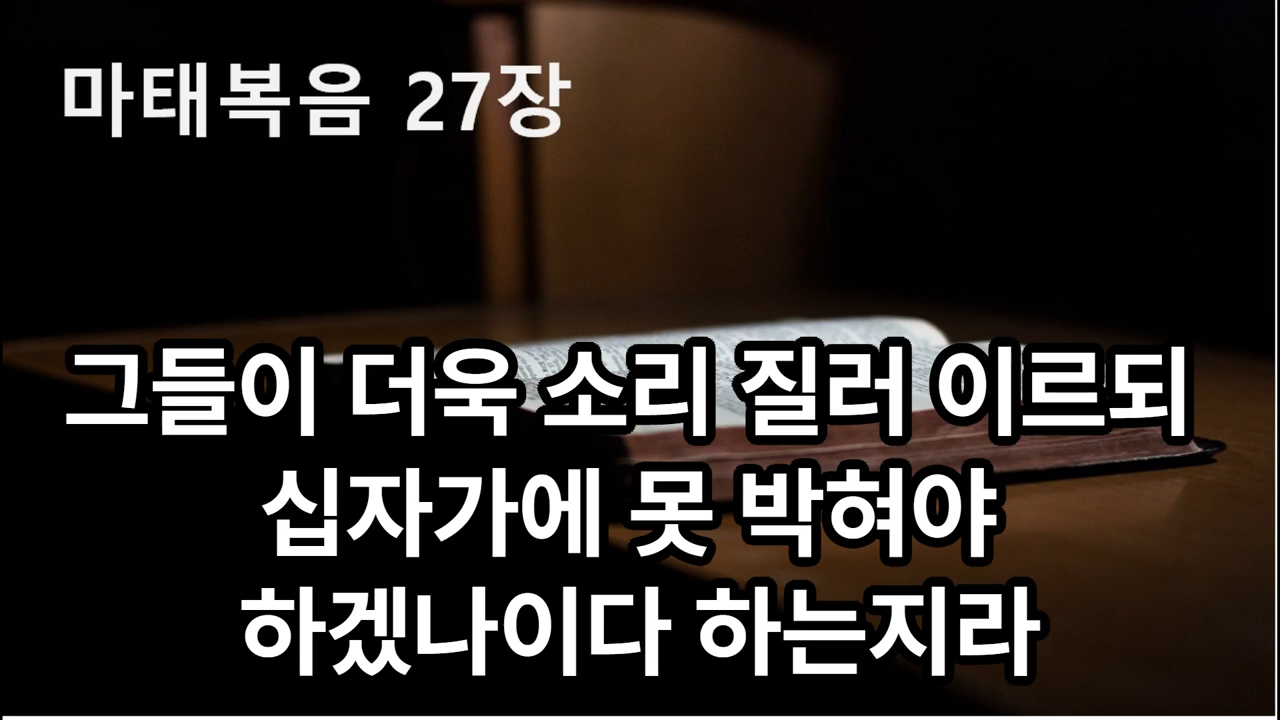 마태복음 27장
그들이 더욱 소리 질러 이르되
십자가에 못 박혀야
하겠나이다 하는지라